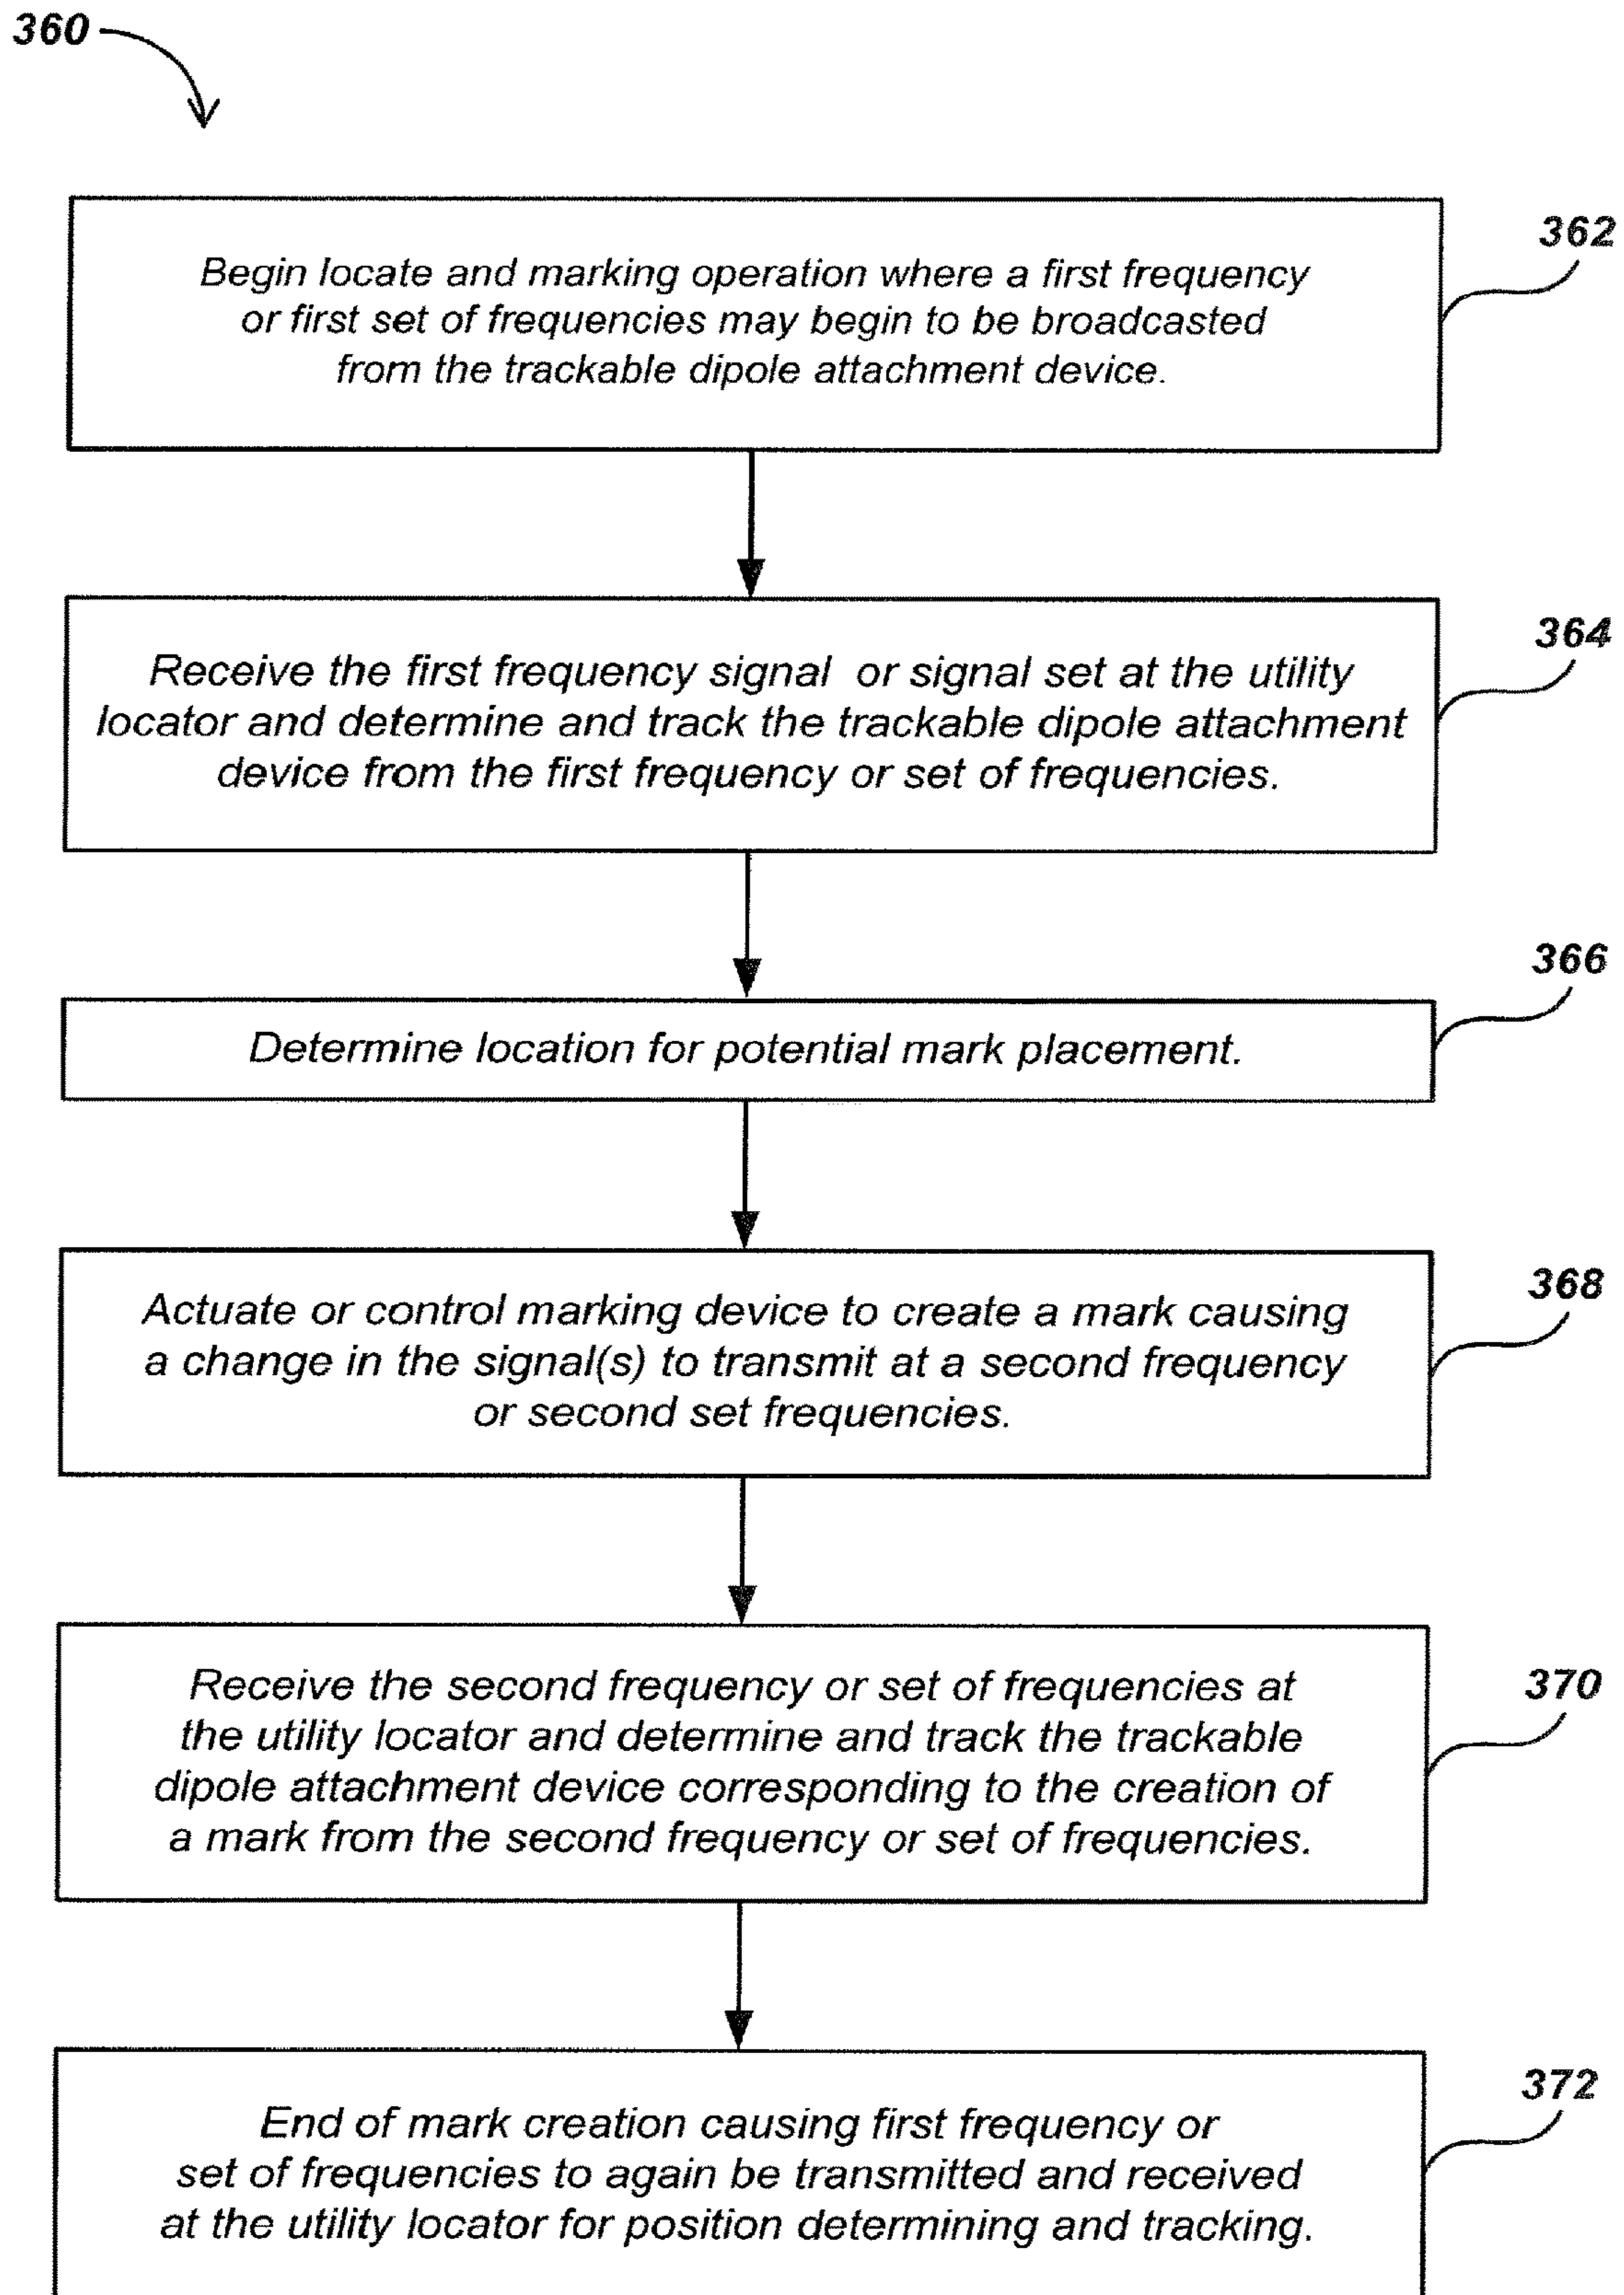 360
362
Begin locate and marking operation where a first frequency
or first set of frequencies may begin to be broadcasted
from the trackable dipole attachment device.
364
Receive the first frequency signal or signal set at the utility
locator and determine and track the trackable dipole attachment
device from the first frequency or set of frequencies.
366
Determine location for potential mark placement.
368
Actuate or control marking device to create a mark causing
a change in the signal(s) to transmit at a second frequency
or second set frequencies.
370
Receive the second frequency or set of frequencies at
the utility locator and determine and track the trackable
dipole attachment device corresponding to the creation of
a mark from the second frequency or set of frequencies.
372
End of mark creation causing first frequency or
set of frequencies to again be transmitted and received
at the utility locator for position determining and tracking.